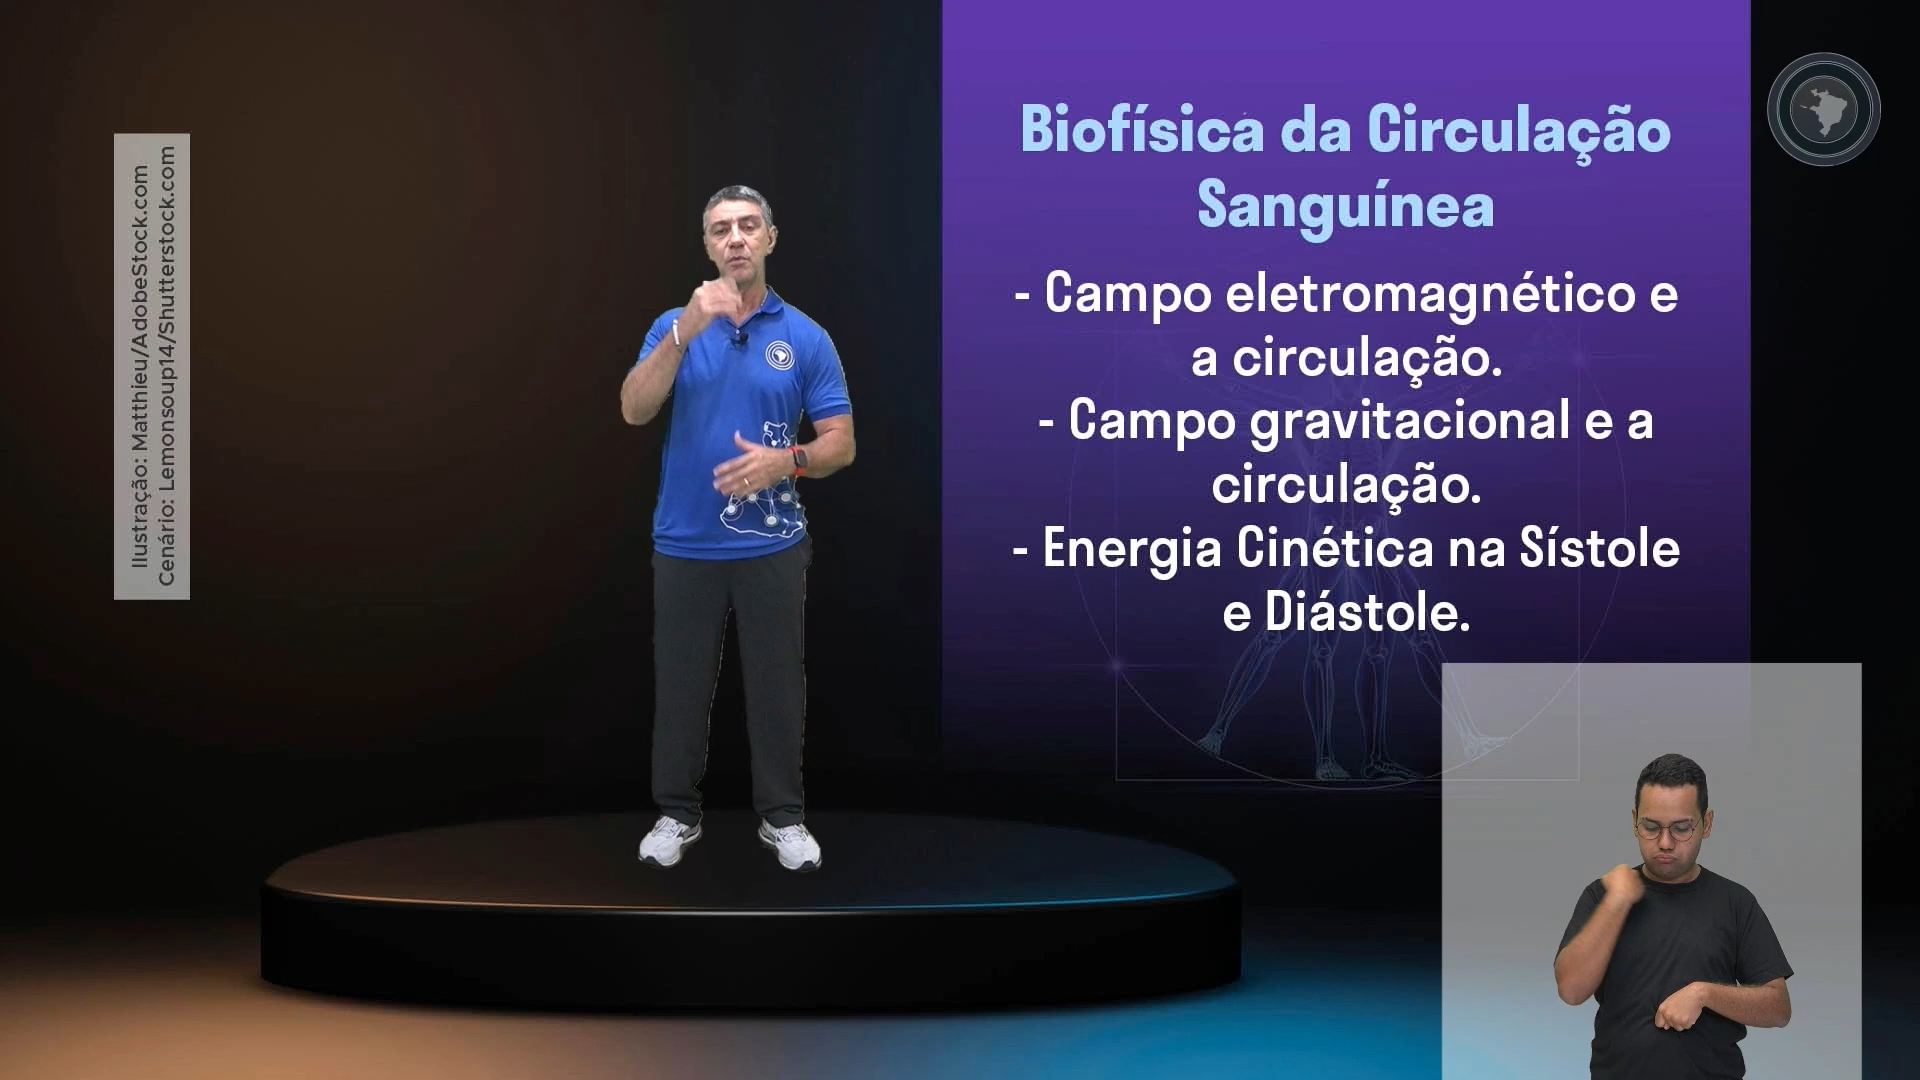 Ilustração: Matthieu/AdobeStock.com
Cenário: Lemonsoup14/Shutterstock.com
Biofísica da Circulação
Sanguínea
- Campo eletromagnético e
a circulação.
- Campo gravitacional e a
circulação.
- Energia Cinética na Sístole
e Diástole.